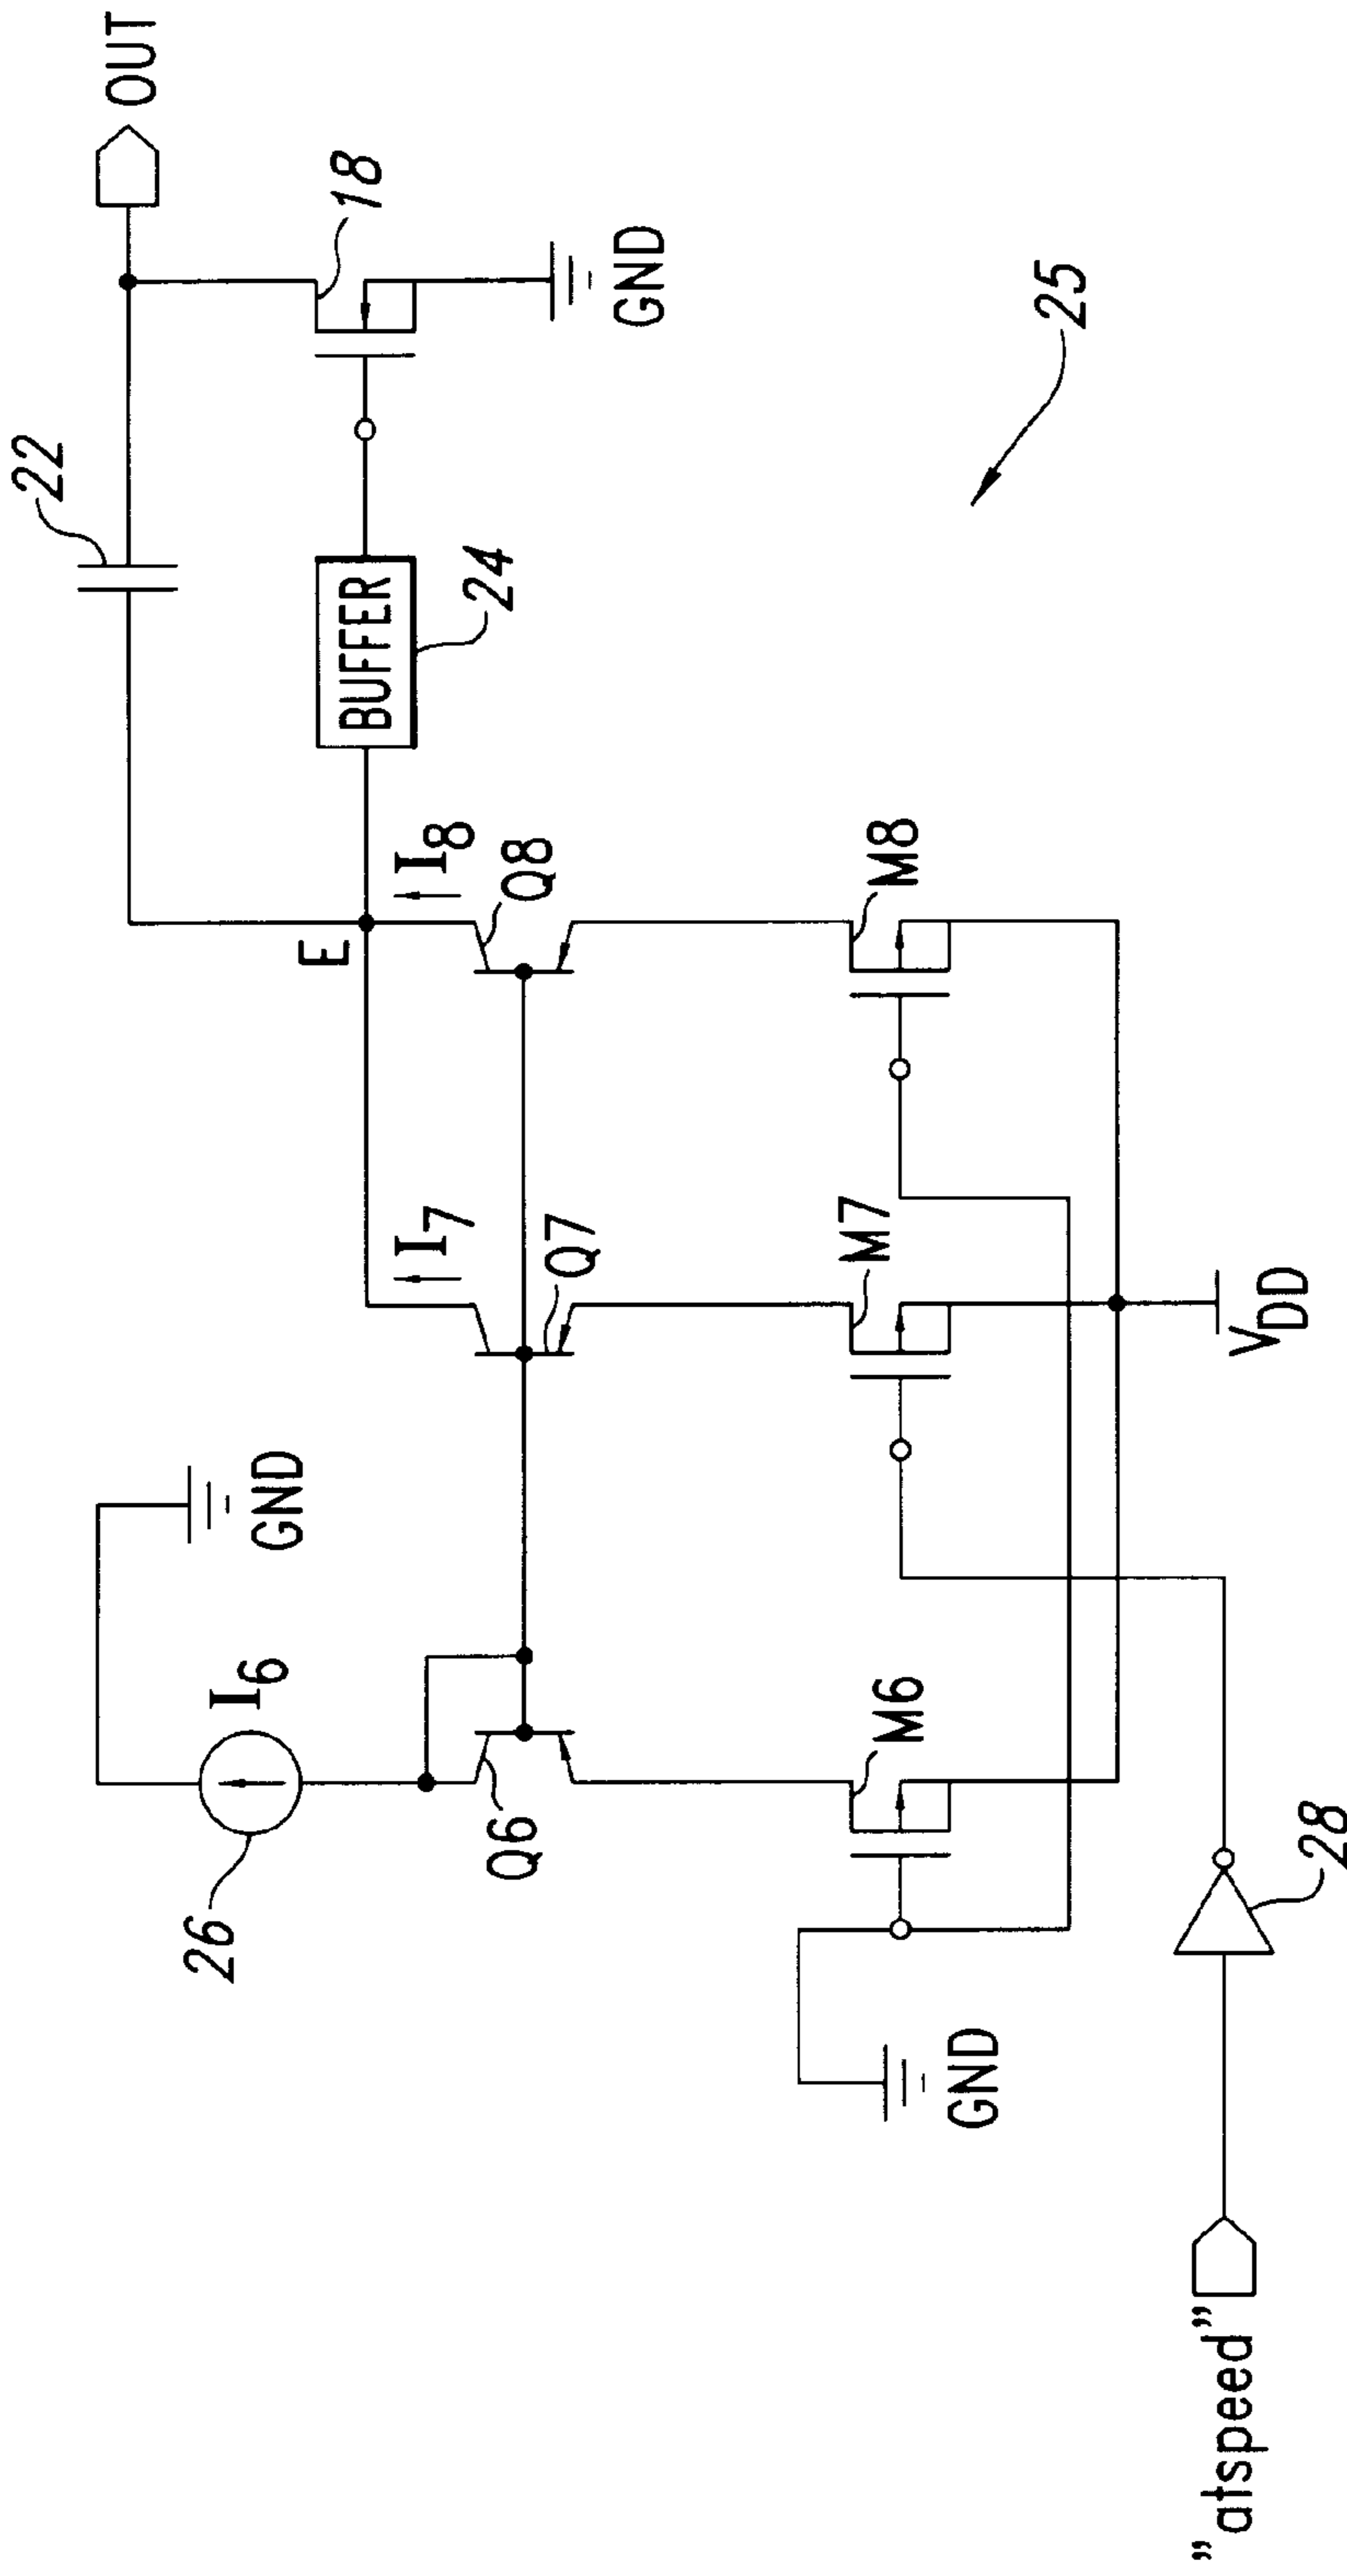 OUT
22
18
GND
BUFFER
24
25
E
I8
Q8
M8
I7
Q7
M7
GND
VDD
I6
26
Q6
M6
GND
28
"atspeed"